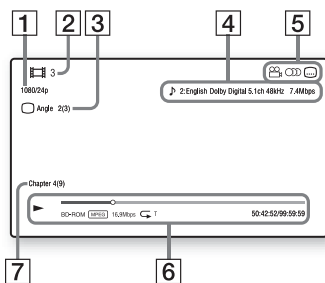 1 2 3 4 5
3
1080/24p
Angle 2(3)
2:English Dolby Digital 5.1ch 48kHz 7.4Mbps
Chapter 4(9)
BD-ROM MPEG 16.9Mbps T 50:42:52/99:59:59
7 6